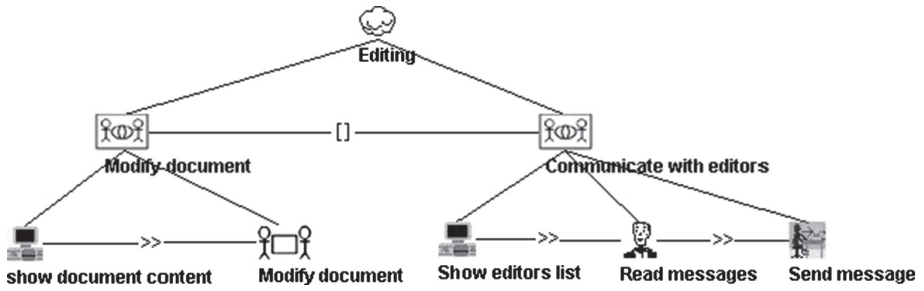 Editing
[]
Modify document
Communicate with editors
>>
>>
>>
show document content
Modify document
Show editors list
Read messages
Send message